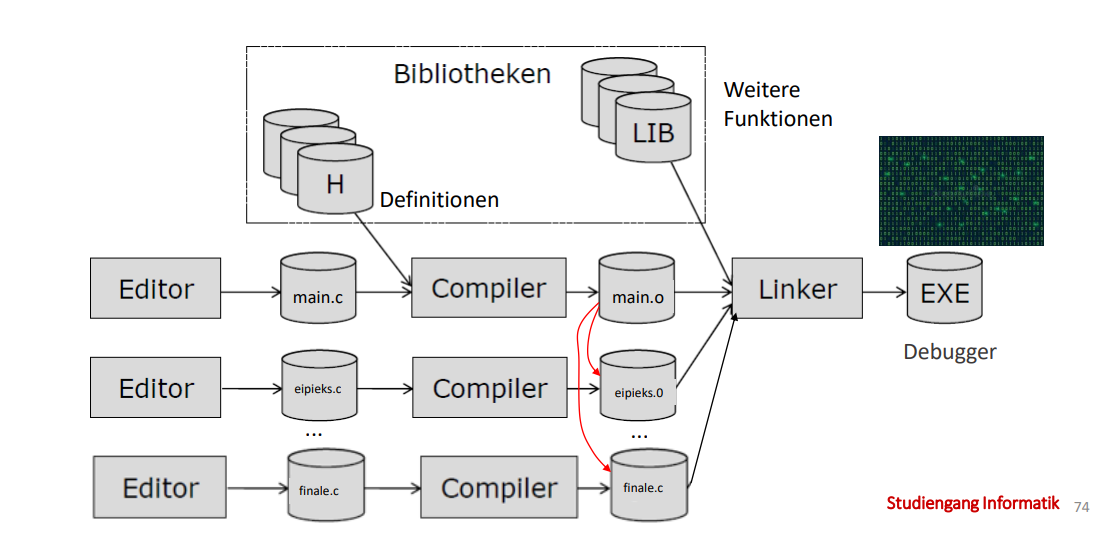 Bibliotheken
LIB
Weitere
Funktionen
H
Definitionen
Editor
main.c
Compiler
main.o
Linker
EXE
Debugger
Editor
eipieks.c
Compiler
eipieks.0
...
...
Editor
finale.c
Compiler
finale.c
Studiengang Informatik 74